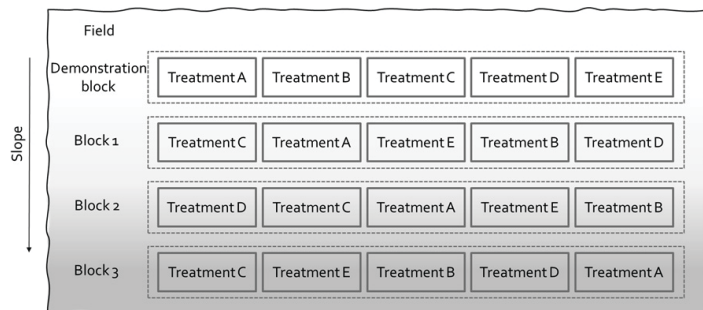 Field
Demonstration
block
Treatment A
Treatment B
Treatment C
Treatment D
Treatment E
Block 1
Treatment C
Treatment A
Treatment E
Treatment B
Treatment D
Block 2
Treatment D
Treatment C
Treatment A
Treatment E
Treatment B
Block 3
Treatment C
Treatment E
Treatment B
Treatment D
Treatment A
Slope